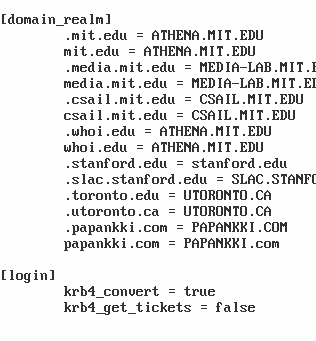 [domain_realm]
.mit.edu = ATHENA.MIT.EDU
mit.edu = ATHENA.MIT.EDU
.media.mit.edu = MEDIA-LAB.MIT.E
media.mit.edu = MEDIA-LAB.MIT.E
.csail.mit.edu = CSAIL.MIT.EDU
csail.mit.edu = CSAIL.MIT.EDU
.whoi.edu = ATHENA.MIT.EDU
whoi.edu = ATHENA.MIT.EDU
.stanford.edu = stanford.edu
.slac.stanford.edu = SLAC.STANFO
.toronto.edu = UTORONTO.CA
.utoronto.ca = UTORONTO.CA
.papankki.com = PAPANKKI.COM
papankki.com = PAPANKKI.com
[login]
krb4_convert = true
krb4_get_tickets = false